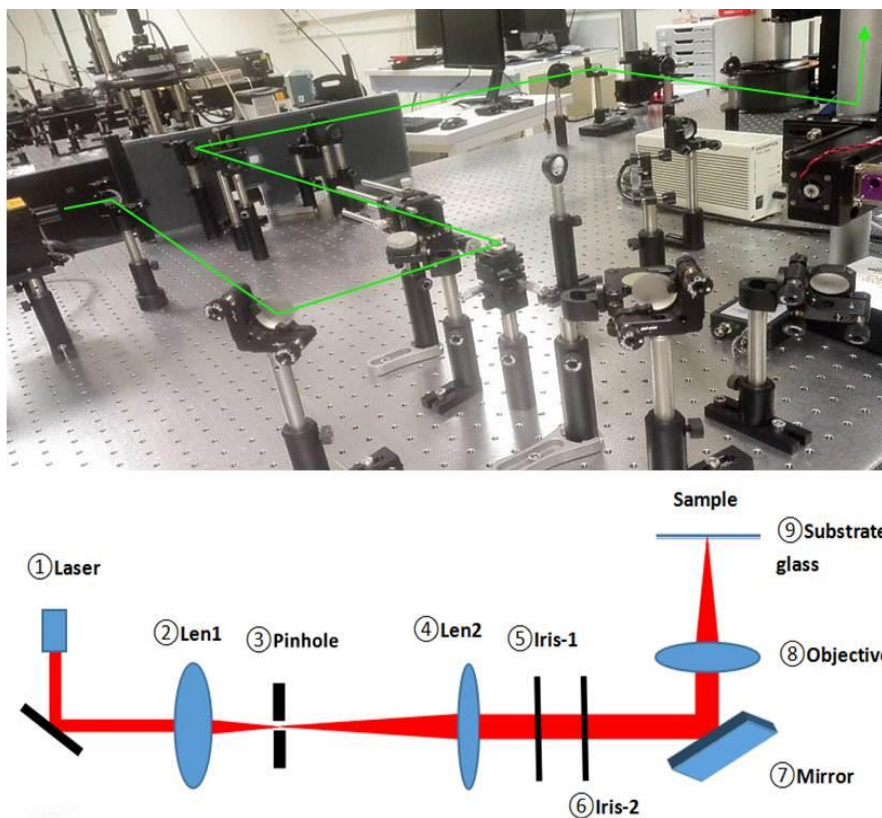 Sample
①Laser
②Len1
③Pinhole
④Len2
⑤Iris-1
⑨Substrate
glass
⑧Objective
⑦Mirror
⑥Iris-2